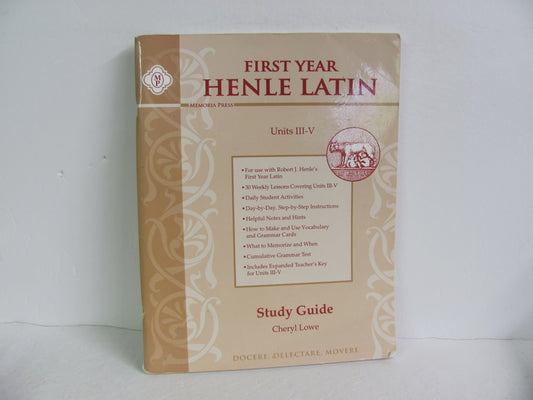 FIRST YEAR
HENLE LATIN
MP
MEMORIA PRESS
Units III-V
• For use with Robert J. Henle's
First Year Latin
• 30 Weekly Lessons Covering Units III-V
• Daily Student Activities
• Day-by-Day, Step-by-Step Instructions
• Helpful Notes and Hints
• How to Make and Use Vocabulary
and Grammar Cards
• What to Memorize and When
• Cumulative Grammar Test
• Includes Expanded Teacher's Key
for Units III-V
Study Guide
Cheryl Lowe
DOCERE, DELECTARE, MOVERE